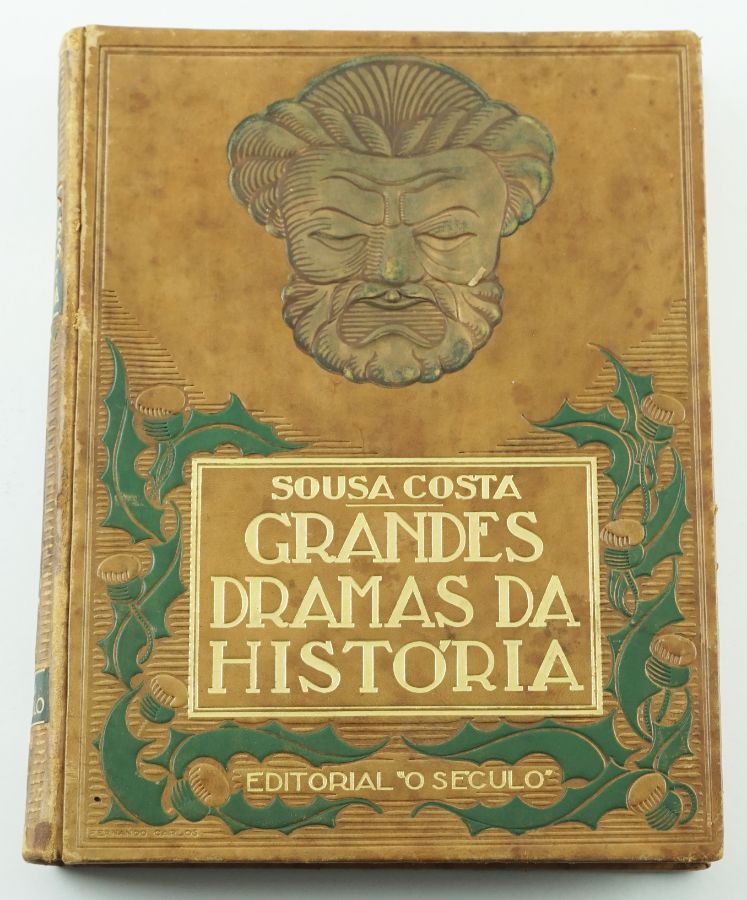 SOUSA COSTA
GRANDES
DRAMAS DA
HISTÓRIA
EDITORIAL "O SECULO"
FERNANDO CARLOS